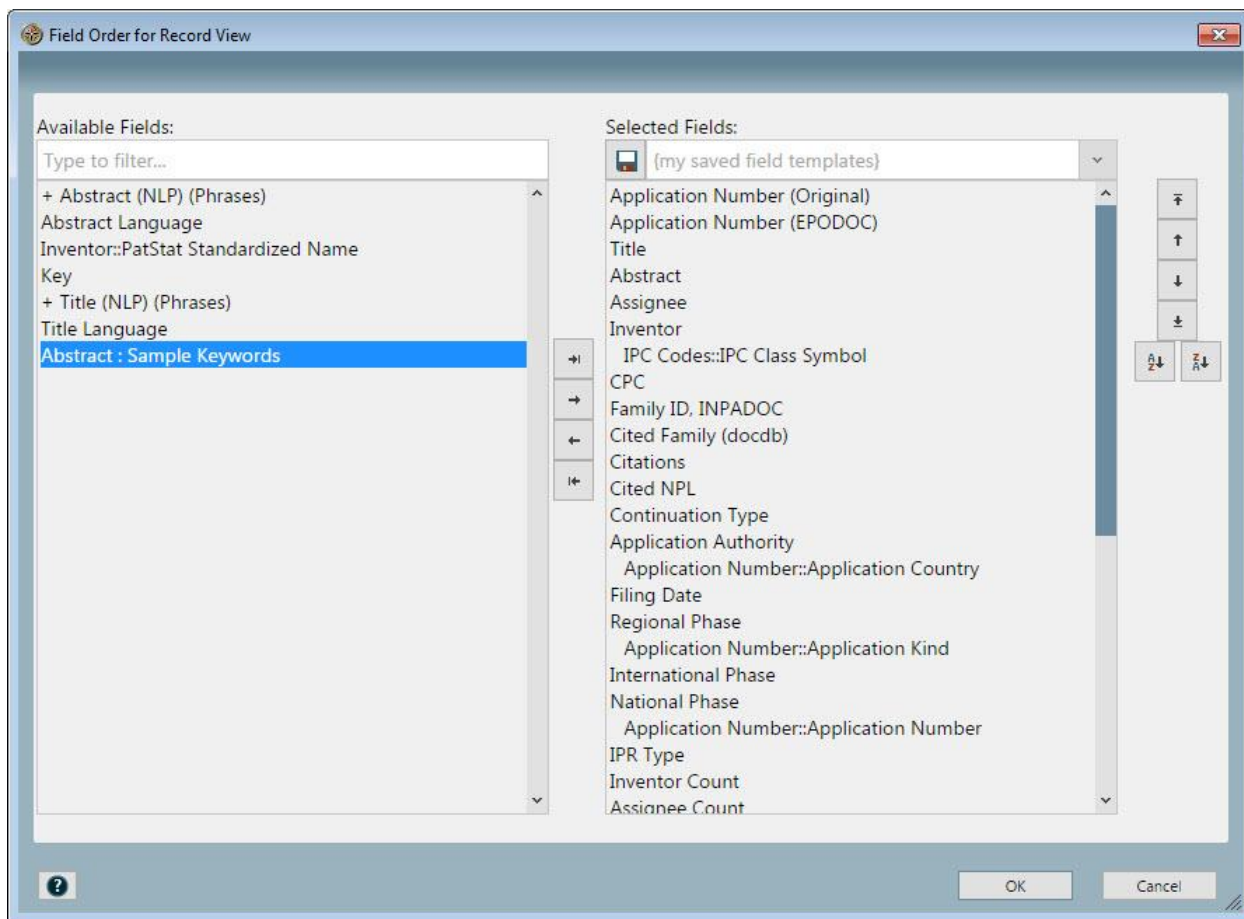 Field Order for Record View
Available Fields:
Type to filter...
+ Abstract (NLP) (Phrases)
Abstract Language
Inventor::PatStat Standardized Name
Key
+ Title (NLP) (Phrases)
Title Language
Abstract : Sample Keywords
Selected Fields:
{my saved field templates}
Application Number (Original)
Application Number (EPODOC)
Title
Abstract
Assignee
Inventor
IPC Codes::IPC Class Symbol
CPC
Family ID, INPADOC
Cited Family (docdb)
Citations
Cited NPL
Continuation Type
Application Authority
Application Number::Application Country
Filing Date
Regional Phase
Application Number::Application Kind
International Phase
National Phase
Application Number::Application Number
IPR Type
Inventor Count
Assignee Count
A
Z
Z
A
?
OK
Cancel